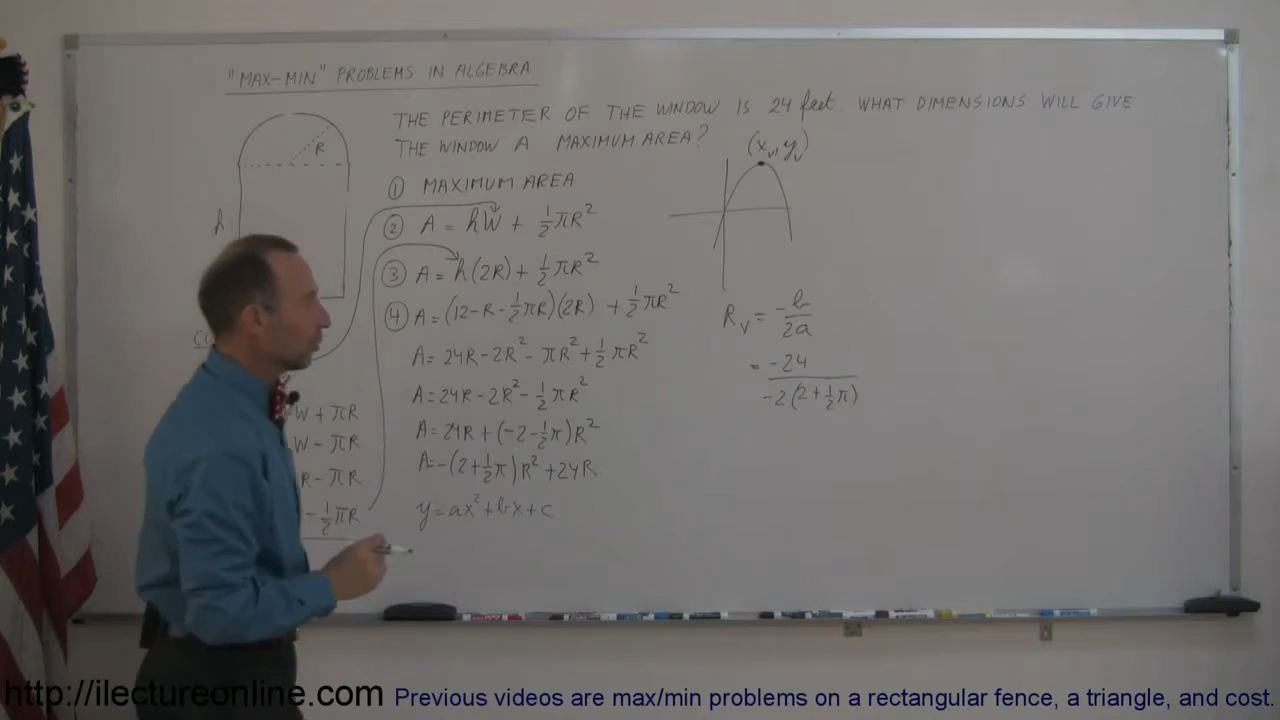 "MAX-MIN" PROBLEMS IN ALGEBRA
THE PERIMETER OF THE WINDOW IS 24 feet. WHAT DIMENSIONS WILL GIVE
THE WINDOW A MAXIMUM AREA?
R
h
① MAXIMUM AREA
② A = hW + ½πR²
③ A = h(2R) + ½πR²
④ A = (12-R-½πR)(2R) + ½πR²
A = 24R - 2R² - πR² + ½πR²
A = 24R - 2R² - ½πR²
A = 24R + (-2-½π)R²
A = -(2+½π)R² + 24R
y = ax² + bx + c
W + πR
W - πR
R - πR
- ½πR
(xᵥ, yᵥ)
Rᵥ = -b/2a
= -24/-2(2+½π)
http://ilectureonline.com Previous videos are max/min problems on a rectangular fence, a triangle, and cost.